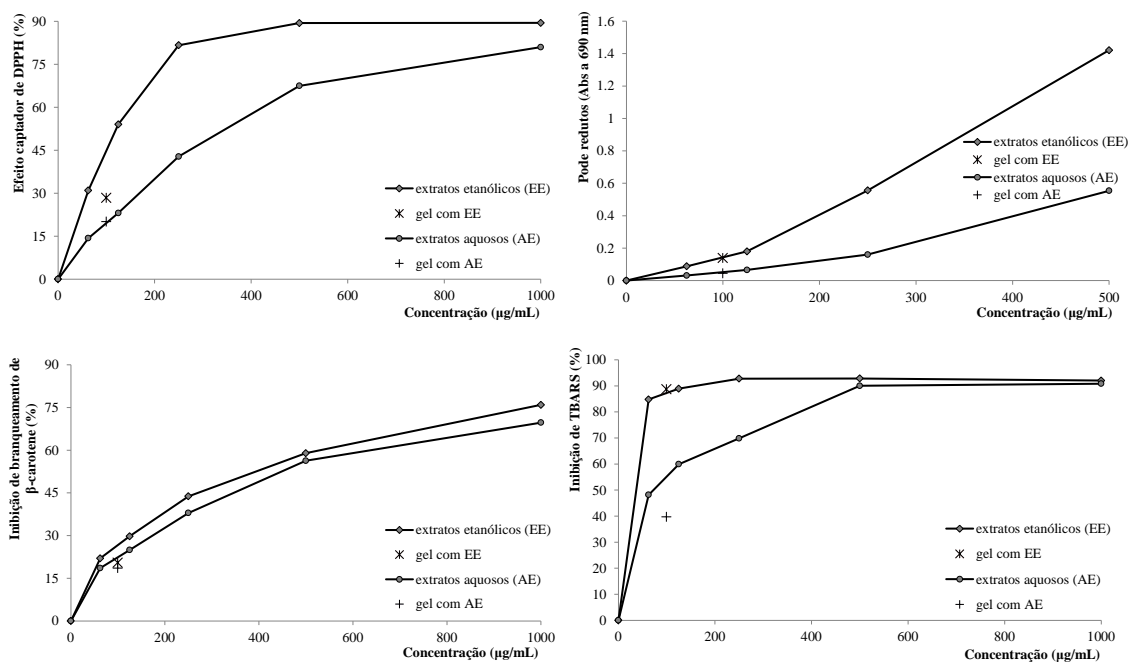 Efeito captador de DPPH (%)
90
75
60
45
30
15
0
0
200
400
600
800
1000
Concentração (µg/mL)
extratos etanólicos (EE)
gel com EE
extratos aquosos (AE)
gel com AE
Pode redutos (Abs a 690 nm)
1.6
1.4
1.2
1
0.8
0.6
0.4
0.2
0
0
100
200
300
400
500
Concentração (µg/mL)
extratos etanólicos (EE)
gel com EE
extratos aquosos (AE)
gel com AE
Inibição de branqueamento de
β-carotene (%)
90
75
60
45
30
15
0
0
200
400
600
800
1000
Concentração (µg/mL)
extratos etanólicos (EE)
gel com EE
extratos aquosos (AE)
gel com AE
Inibição de TBARS (%)
100
90
80
70
60
50
40
30
20
10
0
0
200
400
600
800
1000
Concentração (µg/mL)
extratos etanólicos (EE)
gel com EE
extratos aquosos (AE)
gel com AE